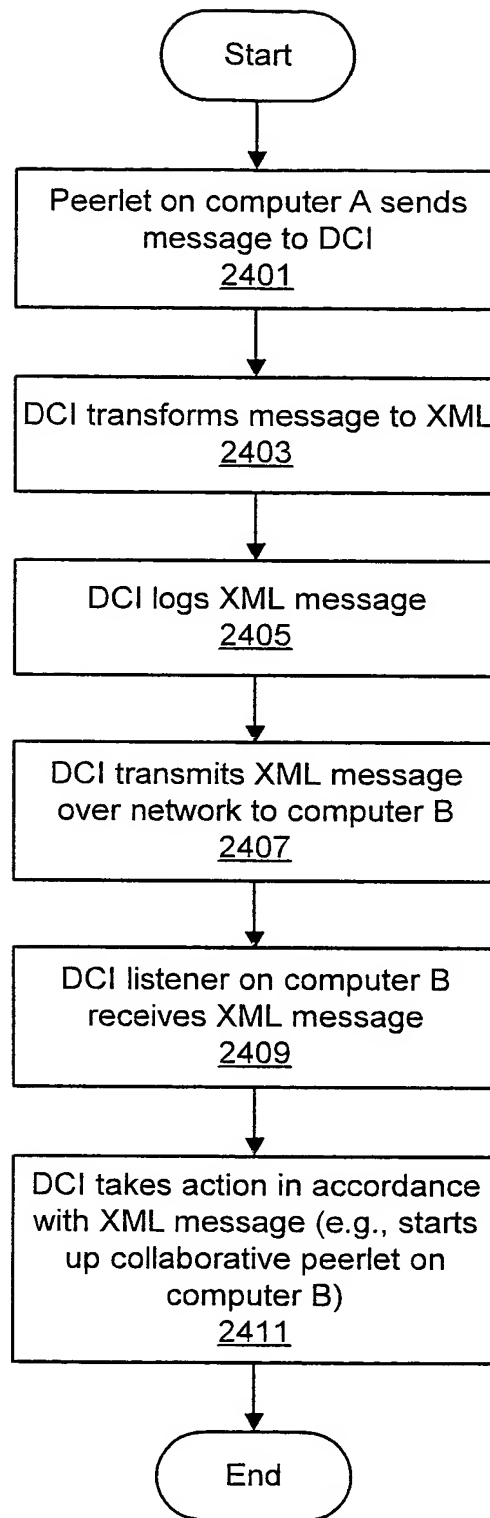 Start
Peerlet on computer A sends
message to DCI
2401
DCI transforms message to XML
2403
DCI logs XML message
2405
DCI transmits XML message
over network to computer B
2407
DCI listener on computer B
receives XML message
2409
DCI takes action in accordance
with XML message (e.g., starts
up collaborative peerlet on
computer B)
2411
End